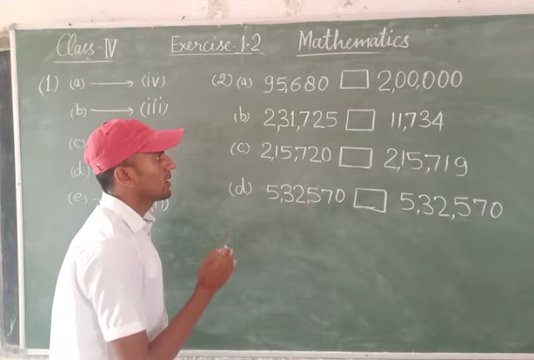 Class-IV Exercise-1.2 Mathematics
(1) (a) → (iv)
(b) → (iii)
(c)
(d)
(e)
(2) (a) 95,680 □ 2,00,000
(b) 2,31,725 □ 11,734
(c) 2,15,720 □ 2,15,719
(d) 5,32,570 □ 5,32,570